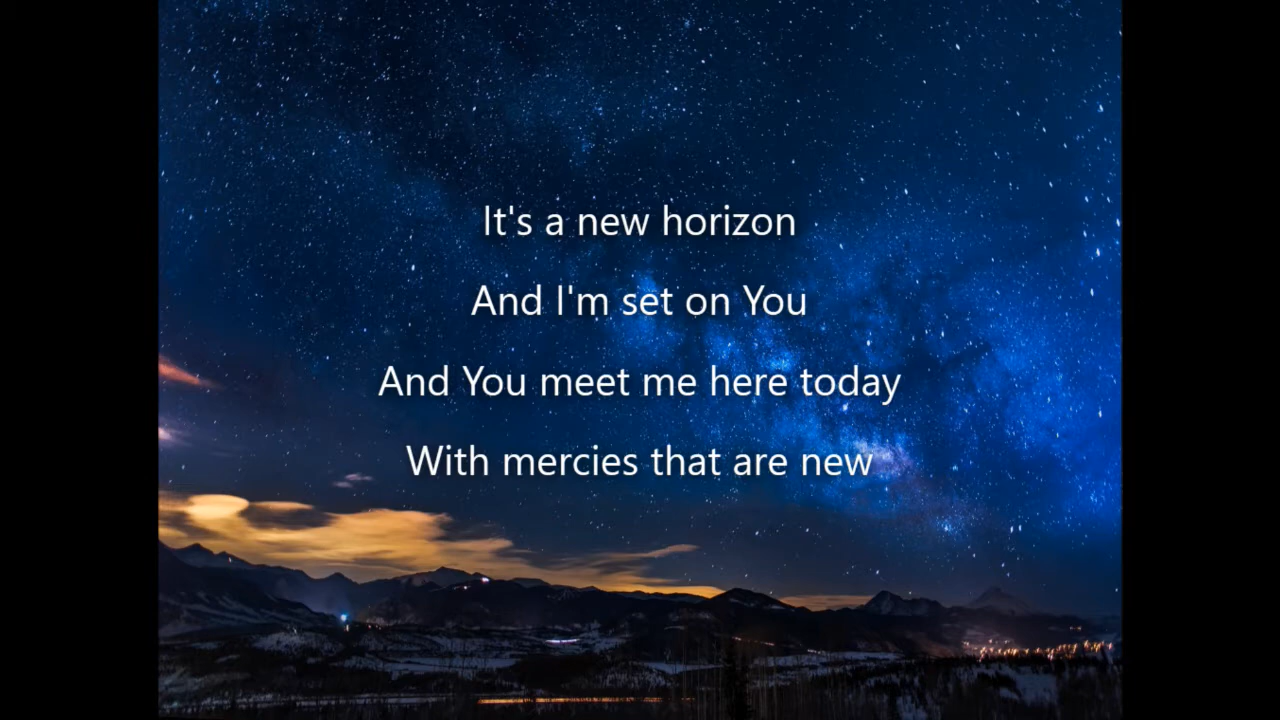 It's a new horizon
And I'm set on You
And You meet me here today
With mercies that are new